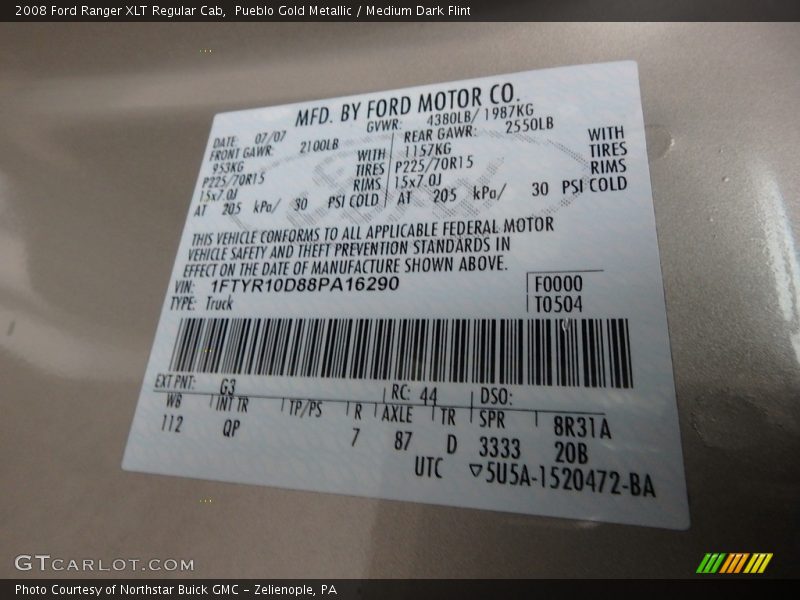 2008 Ford Ranger XLT Regular Cab,  Pueblo Gold Metallic / Medium Dark Flint
MFD. BY FORD MOTOR CO.
DATE: 07/07 GVWR: 4380LB/ 1987KG
FRONT GAWR: 2100LB REAR GAWR: 2550LB
953KG WITH 1157KG WITH
P225/70R15 TIRES P225/70R15 TIRES
15x7.0J RIMS 15x7.0J RIMS
AT 205 kPa/ 30 PSI COLD AT 205 kPa/ 30 PSI COLD
THIS VEHICLE CONFORMS TO ALL APPLICABLE FEDERAL MOTOR
VEHICLE SAFETY AND THEFT PREVENTION STANDARDS IN
EFFECT ON THE DATE OF MANUFACTURE SHOWN ABOVE.
VIN: 1FTYR10D88PA16290 F0000
TYPE: Truck T0504
EXT PNT: G3 RC: 44 DSO:
WB INT TR TP/PS R AXLE TR SPR 8R31A
112 QP 7 87 D 3333 20B
UTC ▽5U5A-1520472-BA
GTCARLOT.COM
Photo Courtesy of Northstar Buick GMC - Zelienople, PA